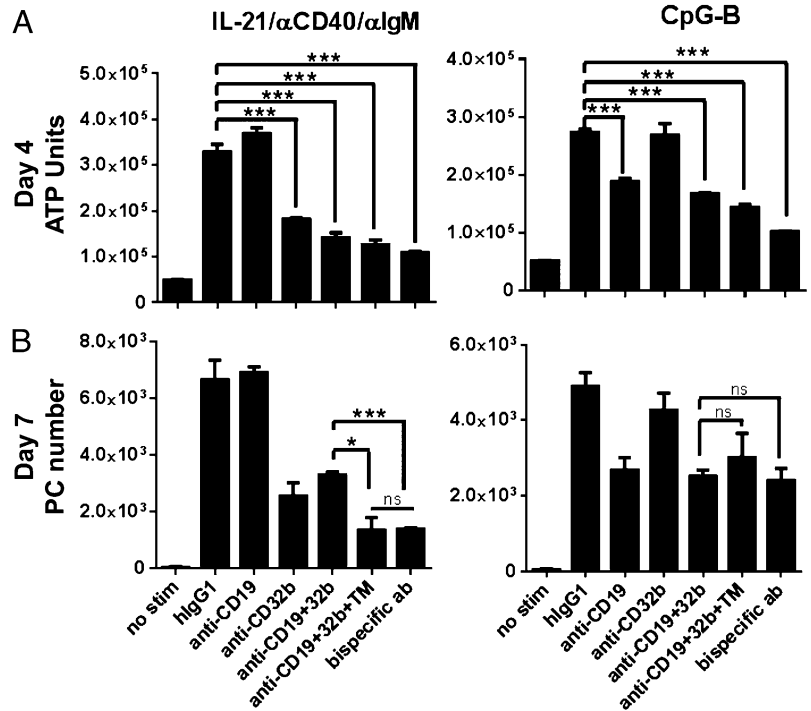 A
IL-21/αCD40/αIgM
CpG-B
Day 4
ATP Units
5.0×10⁵
4.0×10⁵
3.0×10⁵
2.0×10⁵
1.0×10⁵
0
***
***
***
***
4.0×10⁵
3.0×10⁵
2.0×10⁵
1.0×10⁵
0
***
***
***
***
B
Day 7
PC number
8.0×10³
6.0×10³
4.0×10³
2.0×10³
0
***
*
ns
6.0×10³
4.0×10³
2.0×10³
0
ns
ns
no stim
hIgG1
anti-CD19
anti-CD32b
anti-CD19+32b
anti-CD19+32b+TM
bispecific ab
no stim
hIgG1
anti-CD19
anti-CD32b
anti-CD19+32b
anti-CD19+32b+TM
bispecific ab